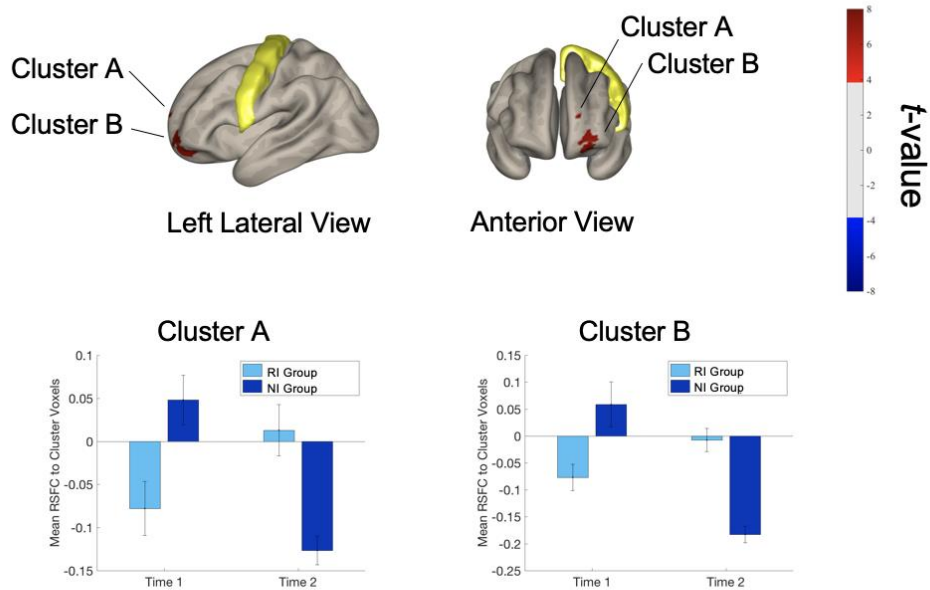 Cluster A
Cluster B
Left Lateral View
Cluster A
Cluster B
Anterior View
8
6
4
2
0
-2
-4
-6
-8
t-value
Cluster A
0.1
0.05
0
-0.05
-0.1
-0.15
Mean RSFC to Cluster Voxels
RI Group
NI Group
Time 1
Time 2
Cluster B
0.15
0.10
0.05
0
-0.05
-0.1
-0.15
-0.2
-0.25
Mean RSFC to Cluster Voxels
RI Group
NI Group
Time 1
Time 2